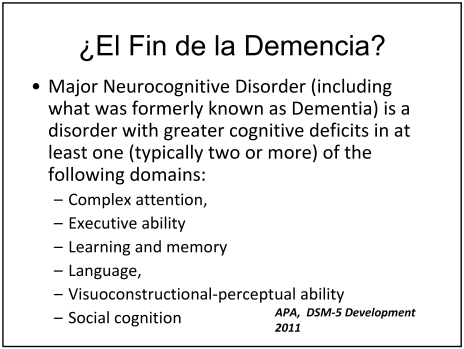 ¿El Fin de la Demencia?
• Major Neurocognitive Disorder (including
what was formerly known as Dementia) is a
disorder with greater cognitive deficits in at
least one (typically two or more) of the
following domains:
– Complex attention,
– Executive ability
– Learning and memory
– Language,
– Visuoconstructional-perceptual ability
– Social cognition
APA, DSM-5 Development
2011